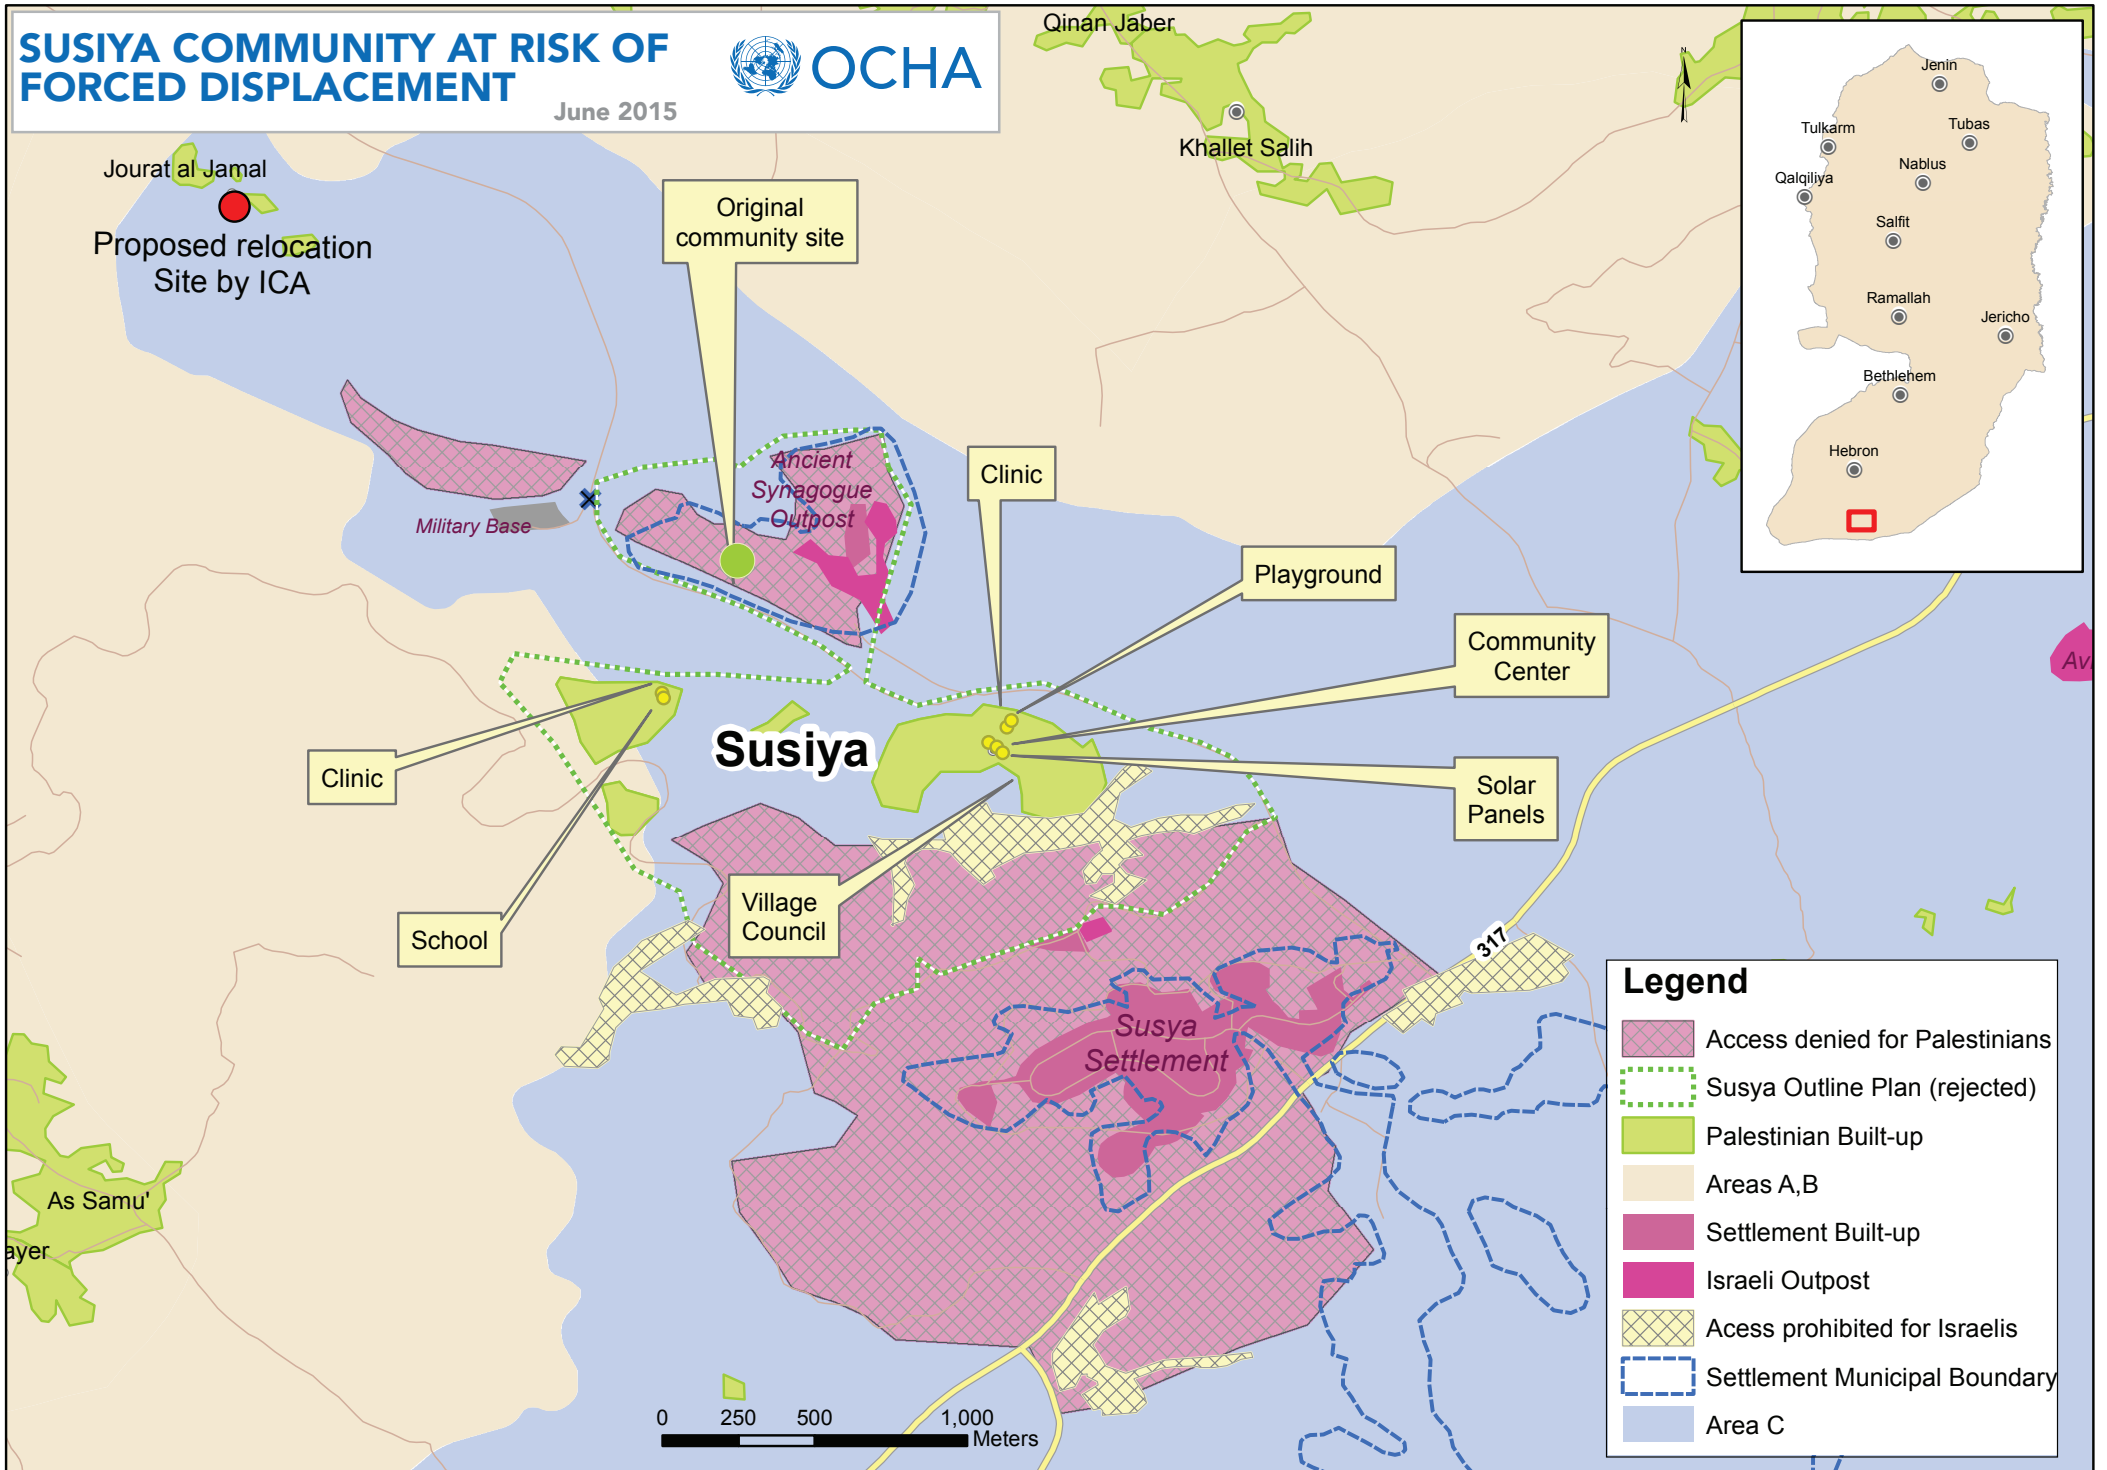 SUSIYA COMMUNITY AT RISK OF
FORCED DISPLACEMENT
June 2015
OCHA
Qinan Jaber
Khallet Salih
Jourat al Jamal
Proposed relocation
Site by ICA
Original
community site
Ancient
Synagogue
Outpost
Military Base
Clinic
Playground
Community
Center
Solar
Panels
Susiya
Clinic
School
Village
Council
Susya
Settlement
317
As Samu'
ayer
Av
N
Jenin
Tulkarm
Tubas
Nablus
Qalqiliya
Salfit
Ramallah
Jericho
Bethlehem
Hebron
Legend
Access denied for Palestinians
Susya Outline Plan (rejected)
Palestinian Built-up
Areas A,B
Settlement Built-up
Israeli Outpost
Acess prohibited for Israelis
Settlement Municipal Boundary
Area C
0 250 500 1,000
Meters